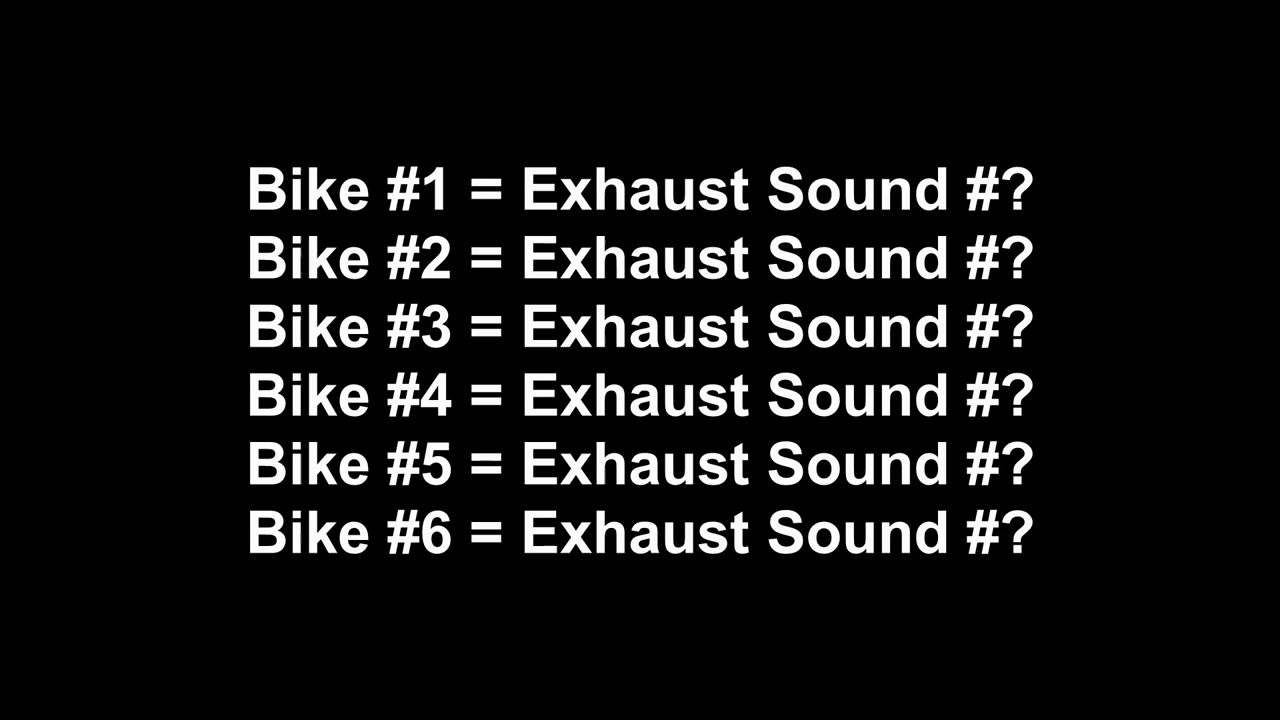 Bike #1 = Exhaust Sound #?
Bike #2 = Exhaust Sound #?
Bike #3 = Exhaust Sound #?
Bike #4 = Exhaust Sound #?
Bike #5 = Exhaust Sound #?
Bike #6 = Exhaust Sound #?